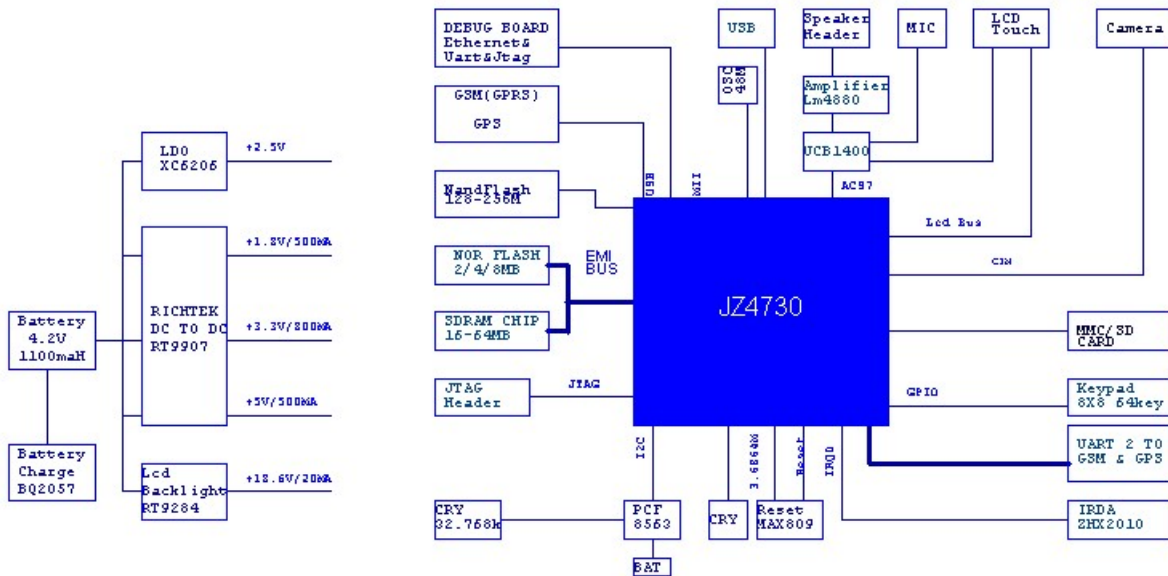 LDO
XC6206
+2.5V
RICHTEK
DC TO DC
RT9907
+1.8V/500MA
+3.3V/800MA
+5V/500MA
Battery
4.2V
1100maH
Battery
Charge
BQ2057
Lcd
Backlight
RT9284
+18.6V/20MA
DEBUG BOARD
Ethernet&
Uart&Jtag
GSM(GPRS)
GPS
NandFlash
128-256M
NOR FLASH
2/4/8MB
SDRAM CHIP
16-64MB
JTAG
Header
EMI
BUS
JTAG
USB
MII
USB
OSC
48M
Speaker
Header
Amplifier
Lm4880
UCB1400
AC97
MIC
LCD
Touch
Camera
Lcd Bus
CIM
JZ4730
MMC/SD
CARD
GPIO
Keypad
8X8 64key
UART 2 TO
GSM & GPS
IRDA
ZHX2010
I2C
3.6864M
Reset
IRQ0
CRY
32.768k
PCF
8563
BAT
CRY
Reset
MAX809